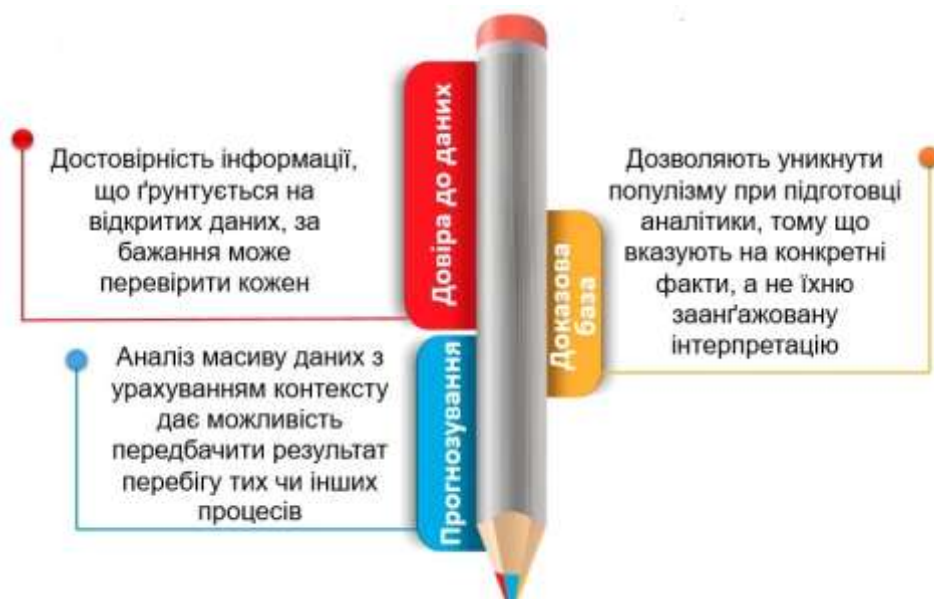 Довіра до даних
Достовірність інформації,
що ґрунтується на
відкритих даних, за
бажання може
перевірити кожен
Доказова
база
Дозволяють уникнути
популізму при підготовці
аналітики, тому що
вказують на конкретні
факти, а не їхню
заанґажовану
інтерпретацію
Прогнозування
Аналіз масиву даних з
урахуванням контексту
дає можливість
передбачити результат
перебігу тих чи інших
процесів